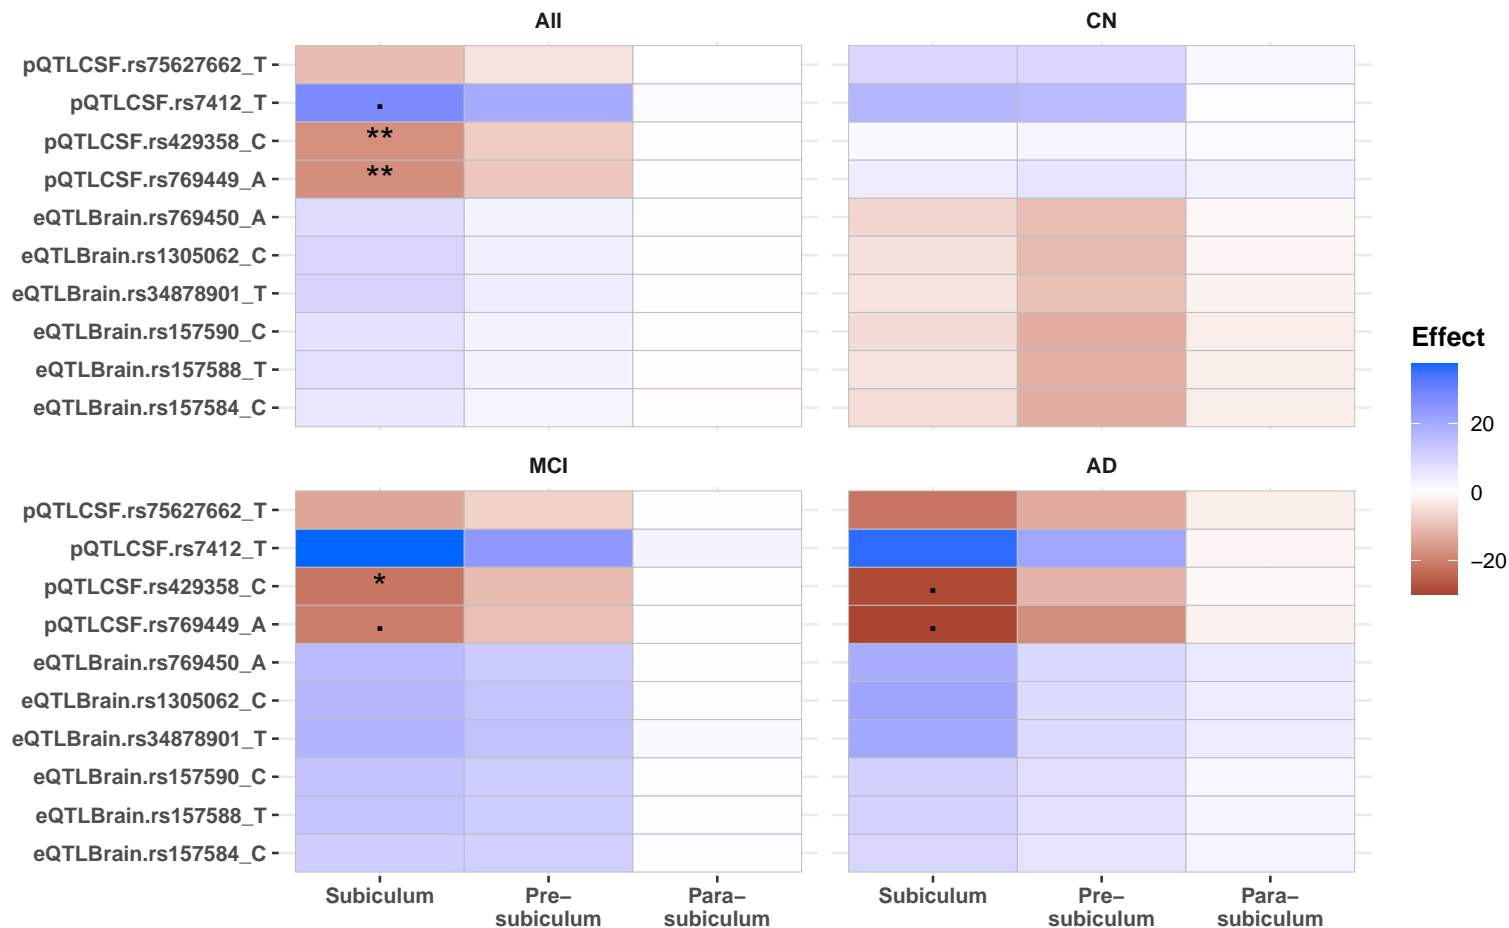 All
CN
pQTLCSF.rs75627662_T
pQTLCSF.rs7412_T
.
pQTLCSF.rs429358_C
**
pQTLCSF.rs769449_A
**
eQTLBrain.rs769450_A
eQTLBrain.rs1305062_C
eQTLBrain.rs34878901_T
eQTLBrain.rs157590_C
eQTLBrain.rs157588_T
eQTLBrain.rs157584_C
MCI
AD
pQTLCSF.rs75627662_T
pQTLCSF.rs7412_T
pQTLCSF.rs429358_C
*
.
pQTLCSF.rs769449_A
.
.
eQTLBrain.rs769450_A
eQTLBrain.rs1305062_C
eQTLBrain.rs34878901_T
eQTLBrain.rs157590_C
eQTLBrain.rs157588_T
eQTLBrain.rs157584_C
Subiculum
Pre−
subiculum
Para−
subiculum
Subiculum
Pre−
subiculum
Para−
subiculum
Effect
20
0
−20